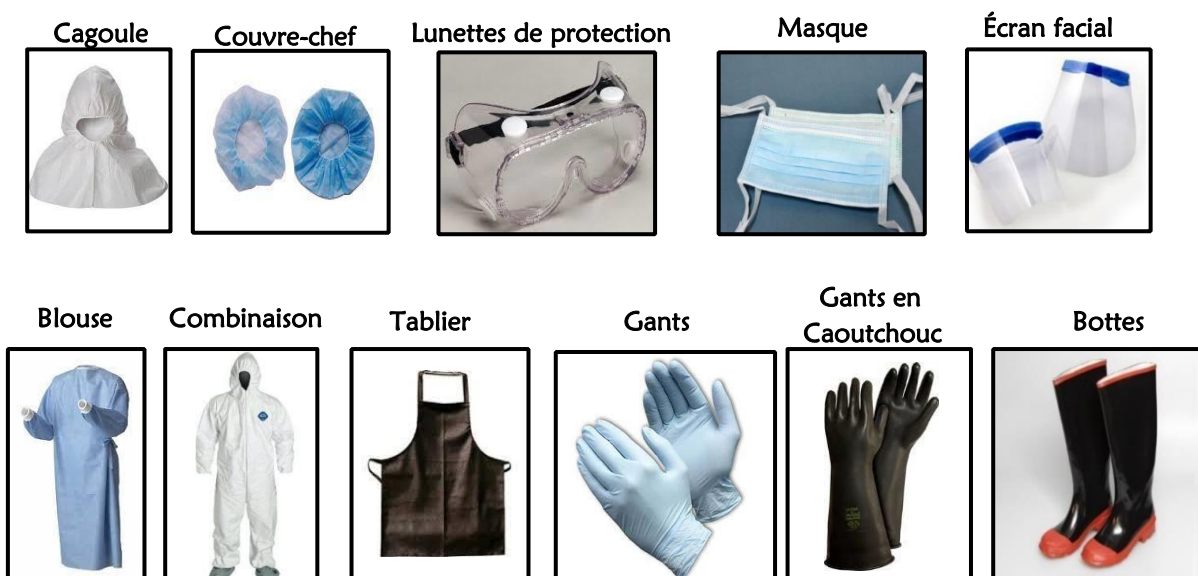 Cagoule
Couvre-chef
Lunettes de protection
Masque
Écran facial
Blouse
Combinaison
Tablier
Gants
Gants en
Caoutchouc
Bottes